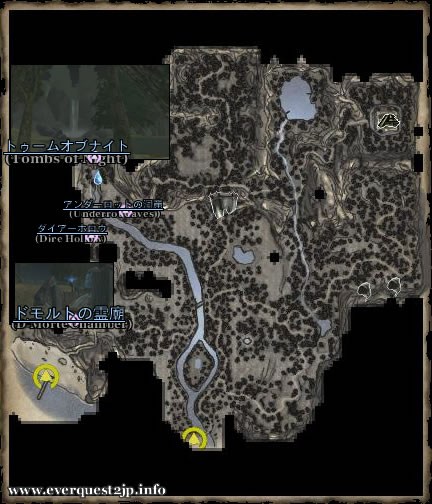 トゥームオブナイト
(Tombs of Night)
アンダーロットの洞窟
(Underrot Caves)
ダイアーホロウ
(Dire Hollow)
ドモルトの霊廟
(D'Morte Chamber)
www.everquest2jp.info